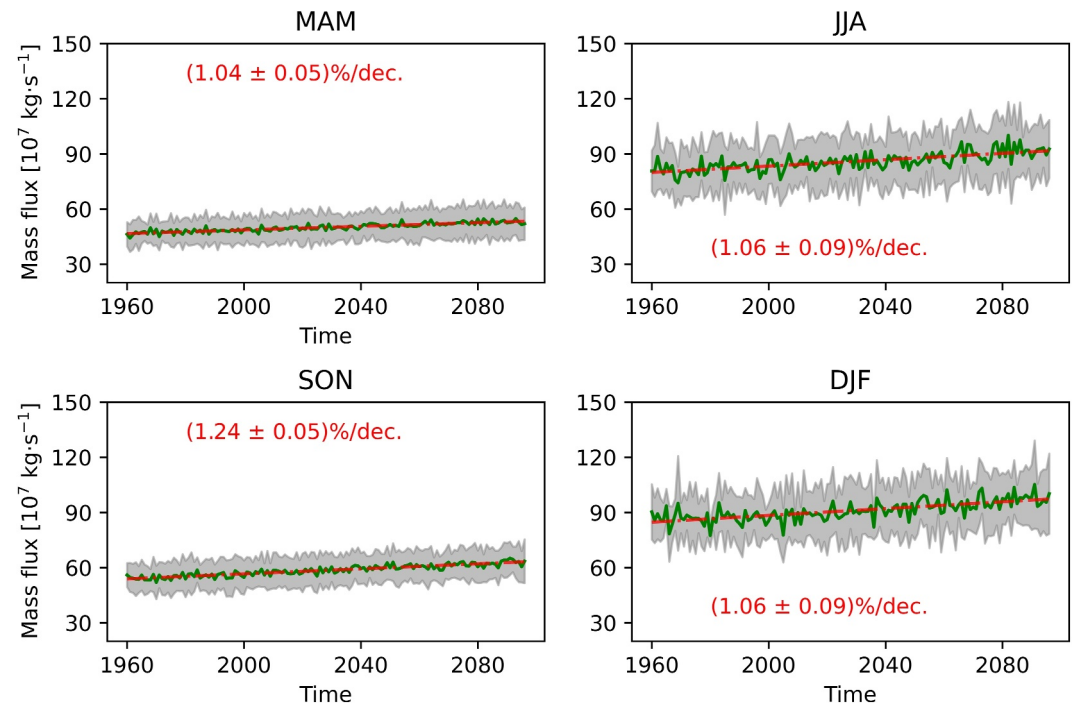 MAM
JJA
Mass flux [10⁷ kg·s⁻¹]
150
120
90
60
30
(1.04 ± 0.05)%/dec.
1960
2000
2040
2080
Time
150
120
90
60
30
(1.06 ± 0.09)%/dec.
1960
2000
2040
2080
SON
DJF
Mass flux [10⁷ kg·s⁻¹]
150
120
90
60
30
(1.24 ± 0.05)%/dec.
1960
2000
2040
2080
Time
150
120
90
60
30
(1.06 ± 0.09)%/dec.
1960
2000
2040
2080
Time